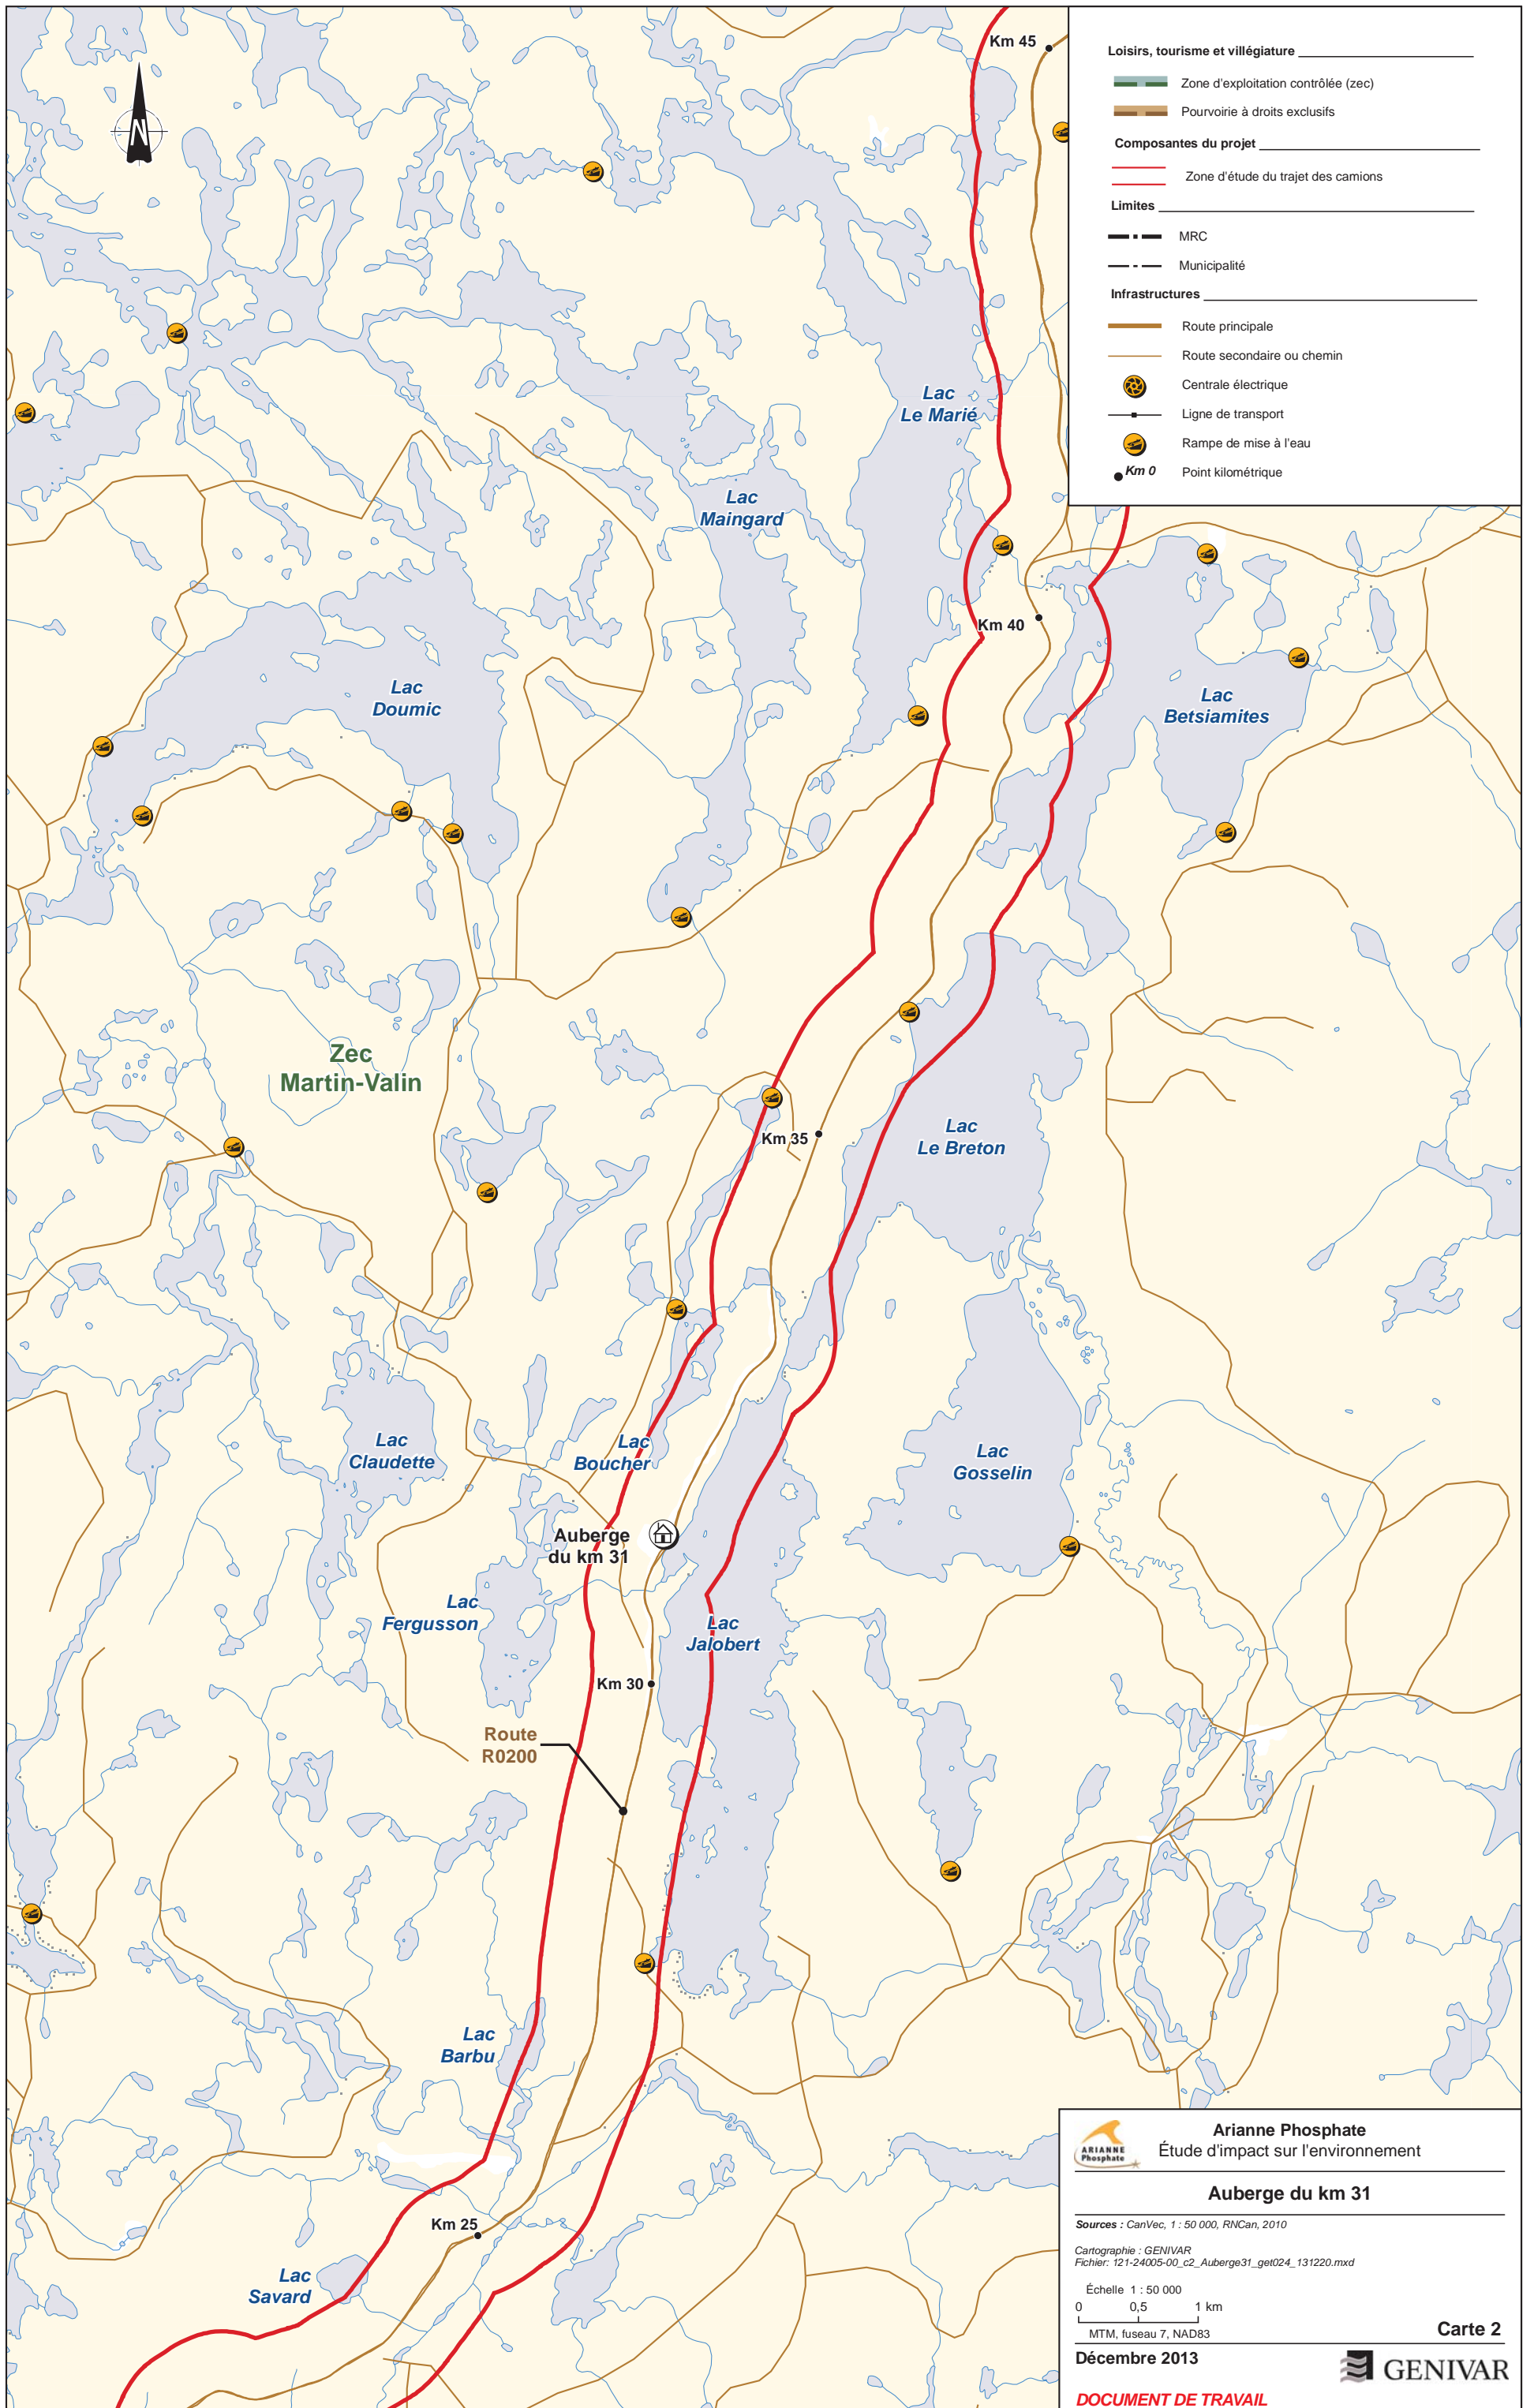 Km 45
N
Loisirs, tourisme et villégiature
Zone d'exploitation contrôlée (zec)
Pourvoirie à droits exclusifs
Composantes du projet
Zone d'étude du trajet des camions
Limites
MRC
Municipalité
Infrastructures
Route principale
Route secondaire ou chemin
Centrale électrique
Ligne de transport
Rampe de mise à l'eau
Km 0 Point kilométrique
Lac
Le Marié
Lac
Maingard
Km 40
Lac
Doumic
Lac
Betsiamites
Zec
Martin-Valin
Km 35
Lac
Le Breton
Lac
Claudette
Lac
Boucher
Lac
Gosselin
Auberge
du km 31
Lac
Fergusson
Lac
Jalobert
Km 30
Route
R0200
Lac
Barbu
Km 25
Lac
Savard
ARIANNE
Phosphate
Arianne Phosphate
Étude d'impact sur l'environnement
Auberge du km 31
Sources : CanVec, 1 : 50 000, RNCan, 2010
Cartographie : GENIVAR
Fichier: 121-24005-00_c2_Auberge31_get024_131220.mxd
Échelle 1 : 50 000
0 0,5 1 km
MTM, fuseau 7, NAD83
Carte 2
Décembre 2013
GENIVAR
DOCUMENT DE TRAVAIL